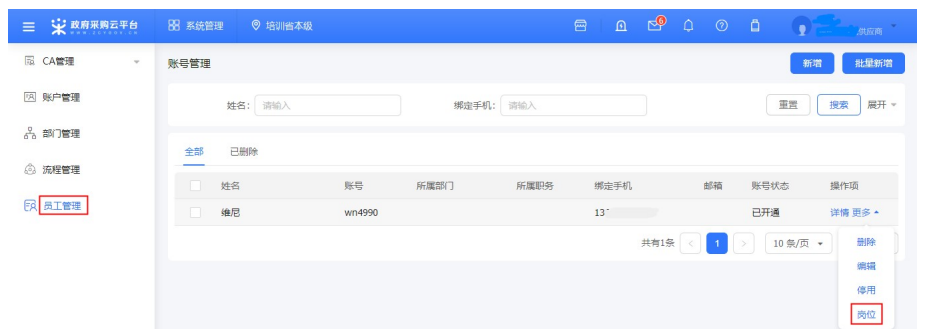 政府采购云平台 系统管理 培训省本级 6 供应商
WWW.ZCYGOV.CN
CA管理
账户管理
部门管理
流程管理
员工管理
账号管理 新增 批量新增
姓名: 请输入 绑定手机: 请输入 重置 搜索 展开
全部 已删除
姓名 账号 所属部门 所属职务 绑定手机 邮箱 账号状态 操作项
维尼 wn4990 13 已开通 详情 更多
共有1条 < 1 > 10 条/页
删除
编辑
停用
岗位